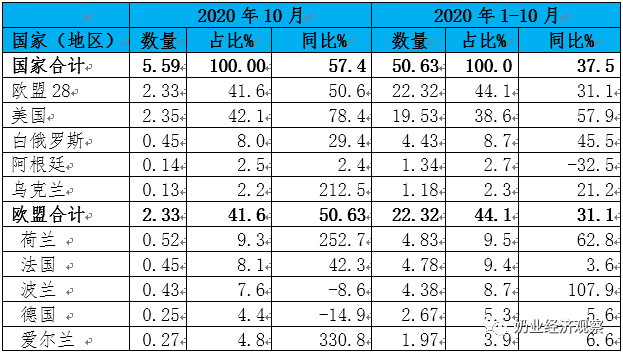 2020 年 10 月 2020 年 1-10 月
国家（地区） 数量 占比% 同比% 数量 占比% 同比%
国家合计 5.59 100.00 57.4 50.63 100.0 37.5
欧盟 28 2.33 41.6 50.6 22.32 44.1 31.1
美国 2.35 42.1 78.4 19.53 38.6 57.9
白俄罗斯 0.45 8.0 29.4 4.43 8.7 45.5
阿根廷 0.14 2.5 2.4 1.34 2.7 -32.5
乌克兰 0.13 2.2 212.5 1.18 2.3 21.2
欧盟合计 2.33 41.6 50.63 22.32 44.1 31.1
荷兰 0.52 9.3 252.7 4.83 9.5 62.8
法国 0.45 8.1 42.3 4.78 9.4 3.6
波兰 0.43 7.6 -8.6 4.38 8.7 107.9
德国 0.25 4.4 -14.9 2.67 5.3 5.6
爱尔兰 0.27 4.8 330.8 1.97 3.9 6.6
奶业经济观察